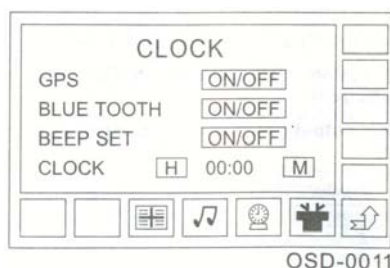 CLOCK
GPS ON/OFF
BLUE TOOTH ON/OFF
BEEP SET ON/OFF
CLOCK H 00:00 M
OSD-0011